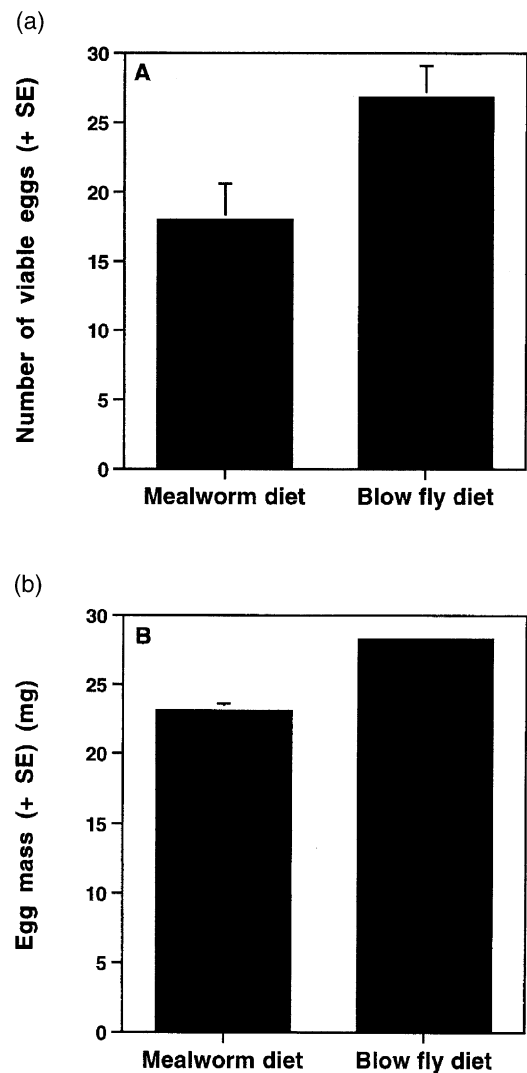 (a)
A
Number of viable eggs (+ SE)
30
25
20
15
10
5
0
Mealworm diet
Blow fly diet
(b)
B
Egg mass (+ SE) (mg)
30
25
20
15
10
5
0
Mealworm diet
Blow fly diet